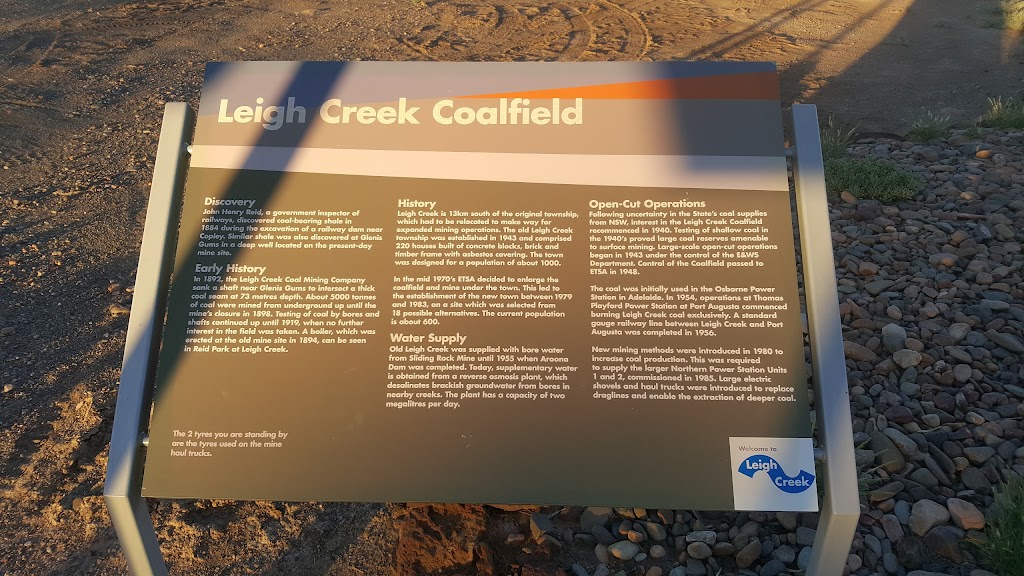 Leigh Creek Coalfield
Discovery
John Henry Reid, a government inspector of
railways, discovered coal-bearing shale in
1884 during the excavation of a railway dam near
Copley. Similar shale was also discovered at Glenis
Gums in a deep well located on the present-day
mine site.
Early History
In 1892, the Leigh Creek Coal Mining Company
sank a shaft near Glenis Gums to intersect a thick
coal seam at 73 metres depth. About 5000 tonnes
of coal were mined from underground up until the
mine's closure in 1898. Testing of coal by bores and
shafts continued up until 1919, when no further
interest in the field was taken. A boiler, which was
erected at the old mine site in 1894, can be seen
in Reid Park at Leigh Creek.
The 2 tyres you are standing by
are the tyres used on the mine
haul trucks.
History
Leigh Creek is 13km south of the original township,
which had to be relocated to make way for
expanded mining operations. The old Leigh Creek
township was established in 1943 and comprised
220 houses built of concrete blocks, brick and
timber frame with asbestos covering. The town
was designed for a population of about 1000.
In the mid 1970's ETSA decided to enlarge the
coalfield and mine under the town. This led to
the establishment of the new town between 1979
and 1983, on a site which was selected from
18 possible alternatives. The current population
is about 600.
Water Supply
Old Leigh Creek was supplied with bore water
from Sliding Rock Mine until 1955 when Aroona
Dam was completed. Today, supplementary water
is obtained from a reverse osmosis plant, which
desalinates brackish groundwater from bores in
nearby creeks. The plant has a capacity of two
megalitres per day.
Open-Cut Operations
Following uncertainty in the State's coal supplies
from NSW, interest in the Leigh Creek Coalfield
recommenced in 1940. Testing of shallow coal in
the 1940's proved large coal reserves amenable
to surface mining. Large-scale open-cut operations
began in 1943 under the control of the E&WS
Department. Control of the Coalfield passed to
ETSA in 1948.
The coal was initially used in the Osborne Power
Station in Adelaide. In 1954, operations at Thomas
Playford Power Station at Port Augusta commenced
burning Leigh Creek coal exclusively. A standard
gauge railway line between Leigh Creek and Port
Augusta was completed in 1956.
New mining methods were introduced in 1980 to
increase coal production. This was required
to supply the larger Northern Power Station Units
1 and 2, commissioned in 1985. Large electric
shovels and haul trucks were introduced to replace
draglines and enable the extraction of deeper coal.
Welcome to
Leigh
Creek